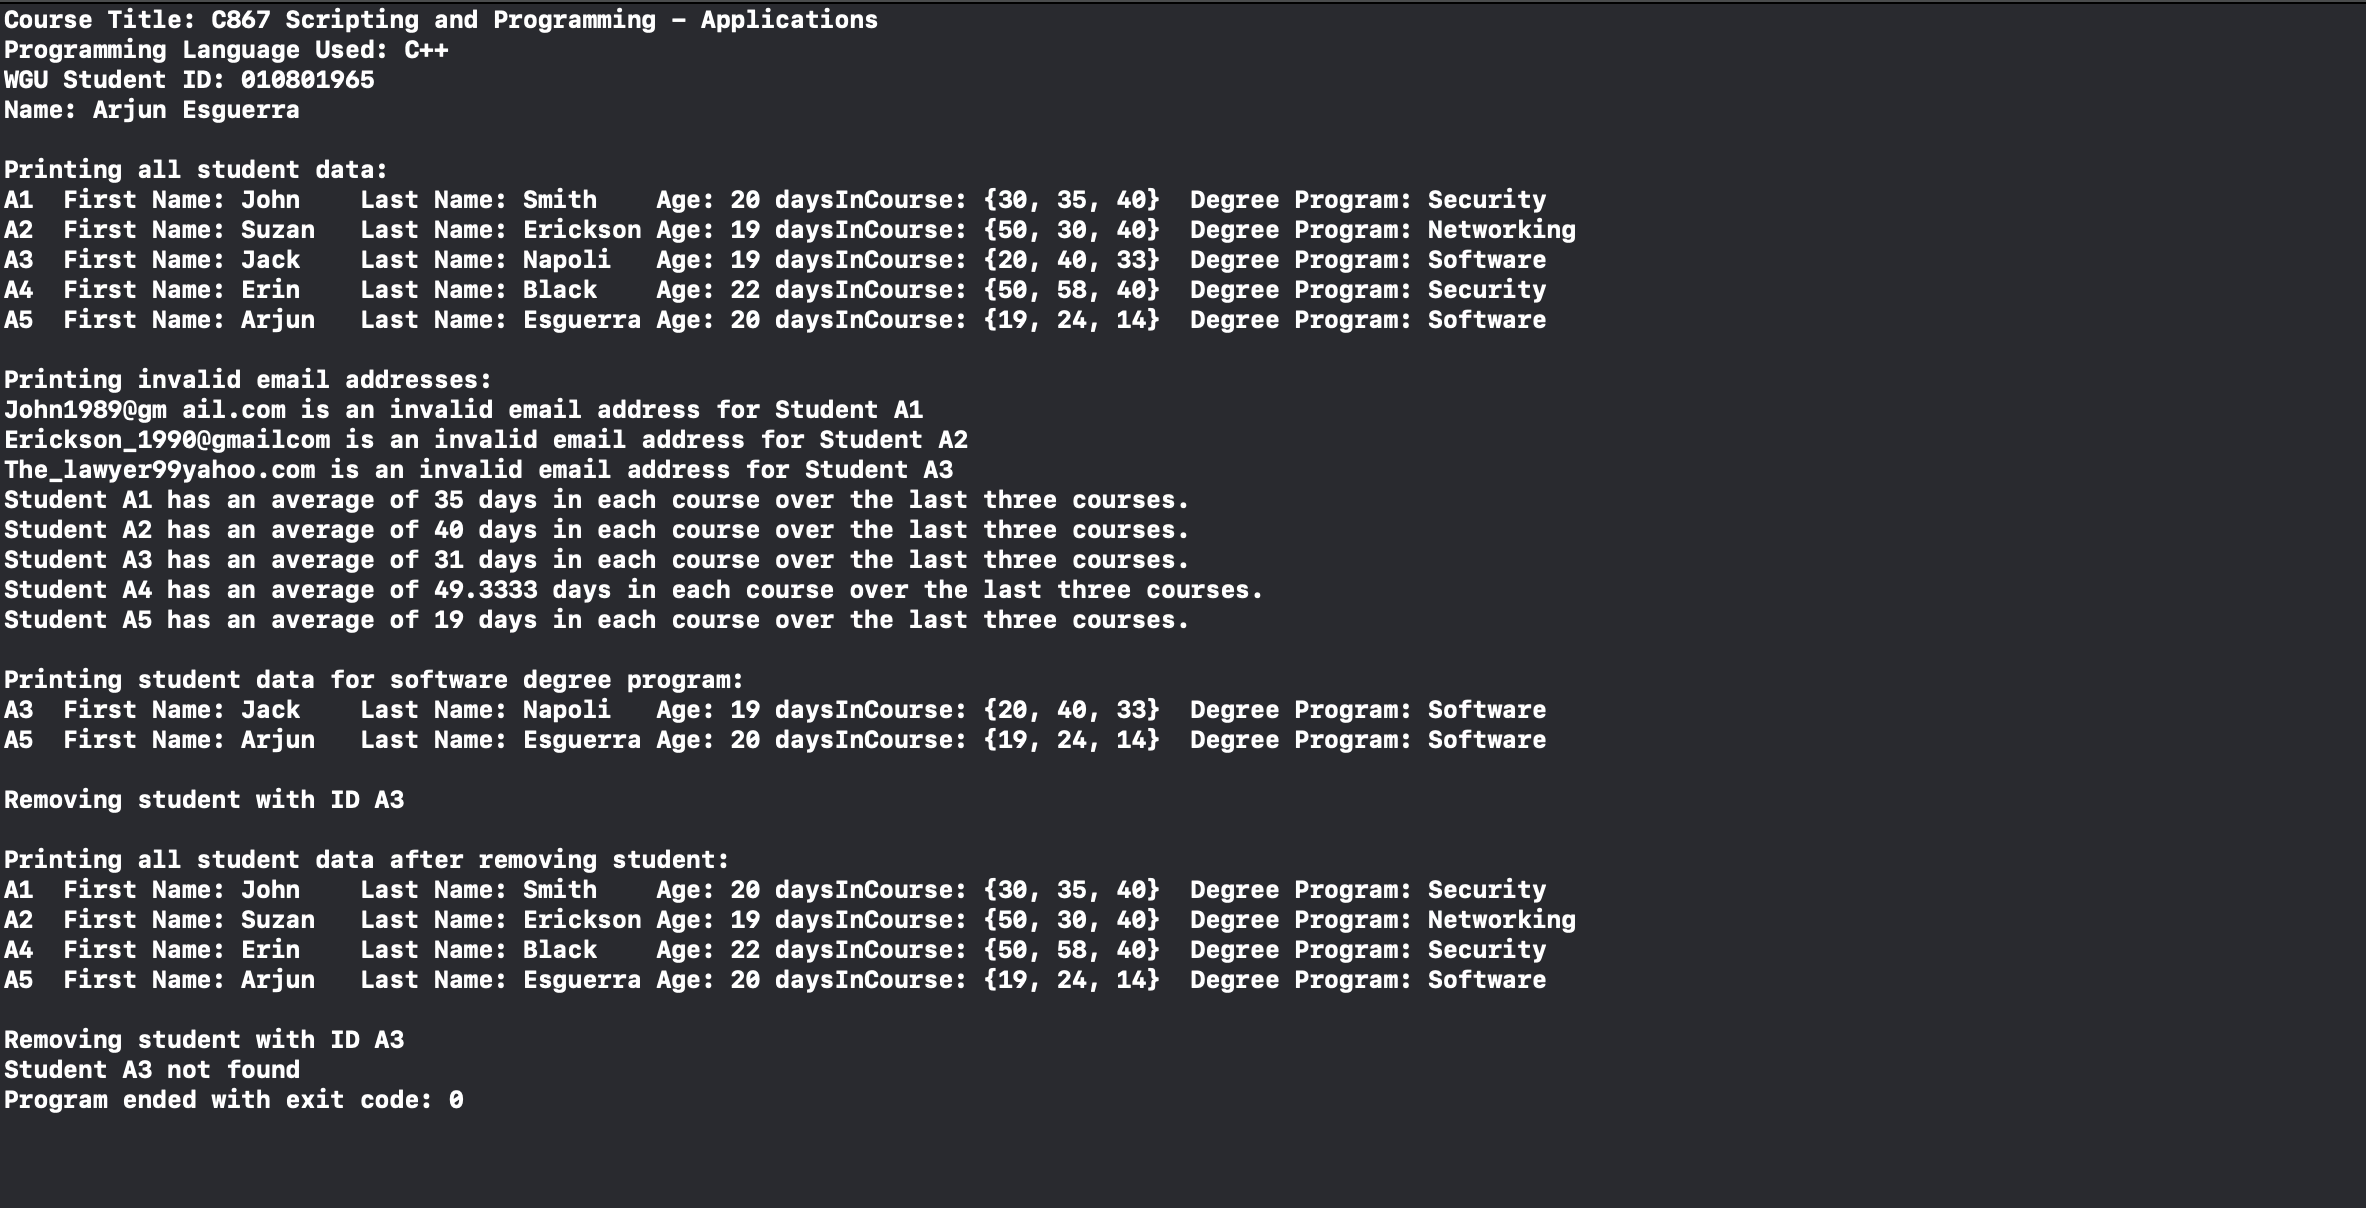 Course Title: C867 Scripting and Programming – Applications
Programming Language Used: C++
WGU Student ID: 010801965
Name: Arjun Esguerra

Printing all student data:
A1  First Name: John    Last Name: Smith    Age: 20 daysInCourse: {30, 35, 40}  Degree Program: Security
A2  First Name: Suzan   Last Name: Erickson Age: 19 daysInCourse: {50, 30, 40}  Degree Program: Networking
A3  First Name: Jack    Last Name: Napoli   Age: 19 daysInCourse: {20, 40, 33}  Degree Program: Software
A4  First Name: Erin    Last Name: Black    Age: 22 daysInCourse: {50, 58, 40}  Degree Program: Security
A5  First Name: Arjun   Last Name: Esguerra Age: 20 daysInCourse: {19, 24, 14}  Degree Program: Software

Printing invalid email addresses:
John1989@gm ail.com is an invalid email address for Student A1
Erickson_1990@gmailcom is an invalid email address for Student A2
The_lawyer99yahoo.com is an invalid email address for Student A3
Student A1 has an average of 35 days in each course over the last three courses.
Student A2 has an average of 40 days in each course over the last three courses.
Student A3 has an average of 31 days in each course over the last three courses.
Student A4 has an average of 49.3333 days in each course over the last three courses.
Student A5 has an average of 19 days in each course over the last three courses.

Printing student data for software degree program:
A3  First Name: Jack    Last Name: Napoli   Age: 19 daysInCourse: {20, 40, 33}  Degree Program: Software
A5  First Name: Arjun   Last Name: Esguerra Age: 20 daysInCourse: {19, 24, 14}  Degree Program: Software

Removing student with ID A3

Printing all student data after removing student:
A1  First Name: John    Last Name: Smith    Age: 20 daysInCourse: {30, 35, 40}  Degree Program: Security
A2  First Name: Suzan   Last Name: Erickson Age: 19 daysInCourse: {50, 30, 40}  Degree Program: Networking
A4  First Name: Erin    Last Name: Black    Age: 22 daysInCourse: {50, 58, 40}  Degree Program: Security
A5  First Name: Arjun   Last Name: Esguerra Age: 20 daysInCourse: {19, 24, 14}  Degree Program: Software

Removing student with ID A3
Student A3 not found
Program ended with exit code: 0